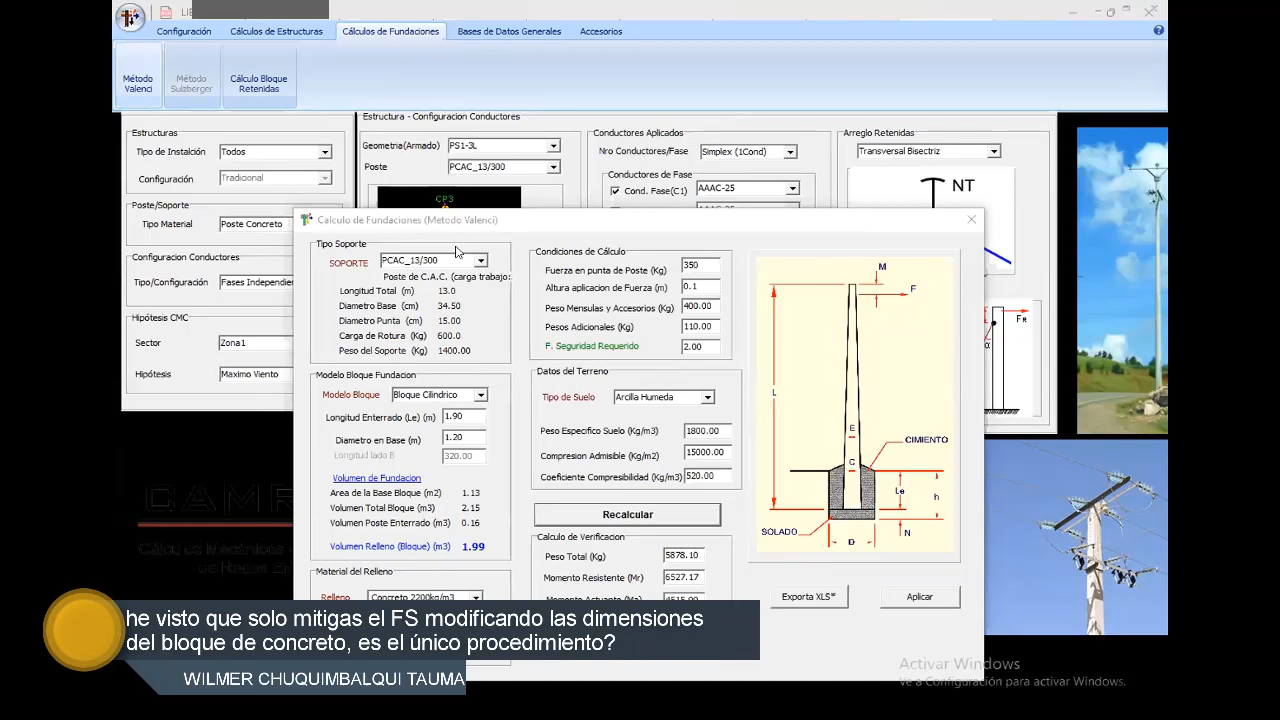 LIE
Configuración
Cálculos de Estructuras
Cálculos de Fundaciones
Bases de Datos Generales
Accesorios
Método
Valenci
Método
Sulzberger
Cálculo Bloque
Retenidas
Estructuras
Tipo de Instalción
Todos
Configuración
Tradicional
Poste/Soporte
Tipo Material
Poste Concreto
Configuracion Conductores
Tipo/Configuración
Fases Independien
Hipótesis CMC
Sector
Zona1
Hipótesis
Maximo Viento
Estructura - Configuracion Conductores
Geometria(Armado)
PS1-3L
Poste
PCAC_13/300
CP3
Conductores Aplicados
Nro Conductores/Fase
Simplex (1Cond)
Conductores de Fase
Cond. Fase(C1)
AAAC-25
AAAC-25
Arreglo Retenidas
Transversal Bisectriz
NT
FR
α
Calculo de Fundaciones (Metodo Valenci)
Tipo Soporte
SOPORTE
PCAC_13/300
Poste de C.A.C. (carga trabajo:
Longitud Total (m) 13.0
Diametro Base (cm) 34.50
Diametro Punta (cm) 15.00
Carga de Rotura (Kg) 600.0
Peso del Soporte (Kg) 1400.00
Modelo Bloque Fundacion
Modelo Bloque
Bloque Cilindrico
Longitud Enterrado (Le) (m) 1.90
Diametro en Base (m) 1.20
Longitud lado B 320.00
Volumen de Fundacion
Area de la Base Bloque (m2) 1.13
Volumen Total Bloque (m3) 2.15
Volumen Poste Enterrado (m3) 0.16
Volumen Relleno (Bloque) (m3) 1.99
Material del Relleno
Relleno
Concreto 2200kg/m3
Condiciones de Cálculo
Fuerza en punta de Poste (Kg) 350
Altura aplicacion de Fuerza (m) 0.1
Peso Mensulas y Accesorios (Kg) 400.00
Pesos Adicionales (Kg) 110.00
F. Seguridad Requerido 2.00
Datos del Terreno
Tipo de Suelo
Arcilla Humeda
Peso Especifico Suelo (Kg/m3) 1800.00
Compresion Admisible (Kg/m2) 15000.00
Coeficiente Compresibilidad (Kg/m3) 520.00
Recalcular
Calculo de Verificacion
Peso Total (Kg) 5878.10
Momento Resistente (Mr) 6527.17
M
F
L
E
C
CIMIENTO
Le
h
SOLADO
D
N
Exporta XLS*
Aplicar
Cálculo de Mecánicos
de Redes
he visto que solo mitigas el FS modificando las dimensiones
del bloque de concreto, es el único procedimiento?
WILMER CHUQUIMBALQUI TAUMA
Activar Windows
Ve a Configuración para activar Windows.